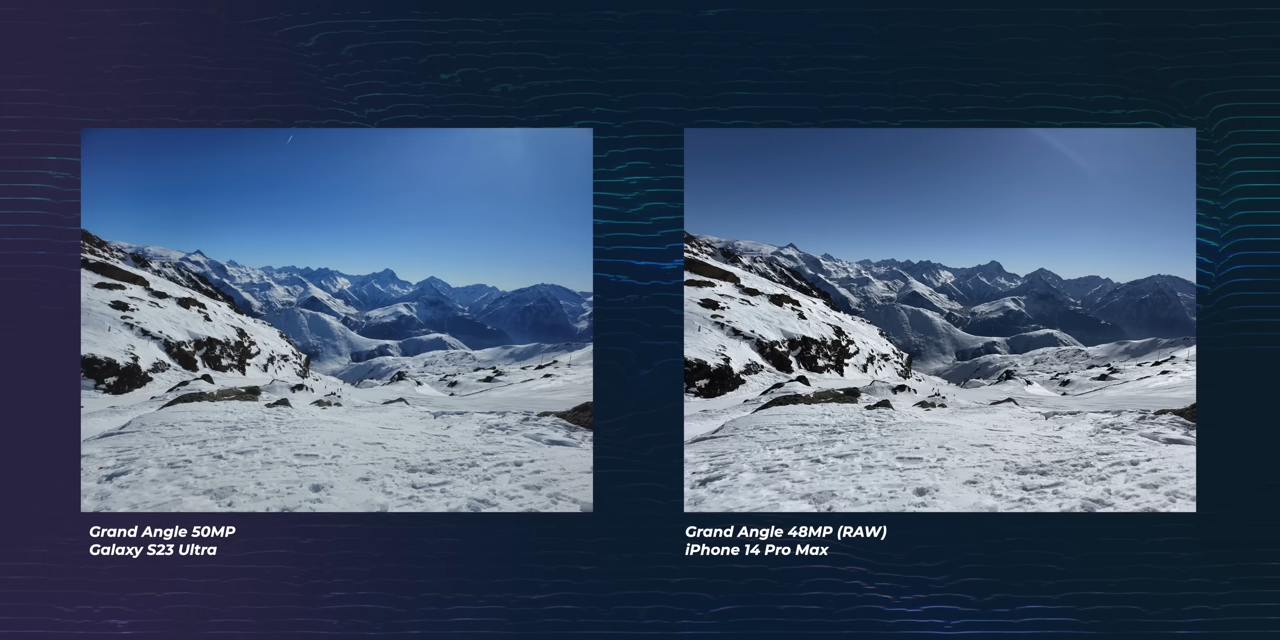 Grand Angle 50MP
Galaxy S23 Ultra
Grand Angle 48MP (RAW)
iPhone 14 Pro Max